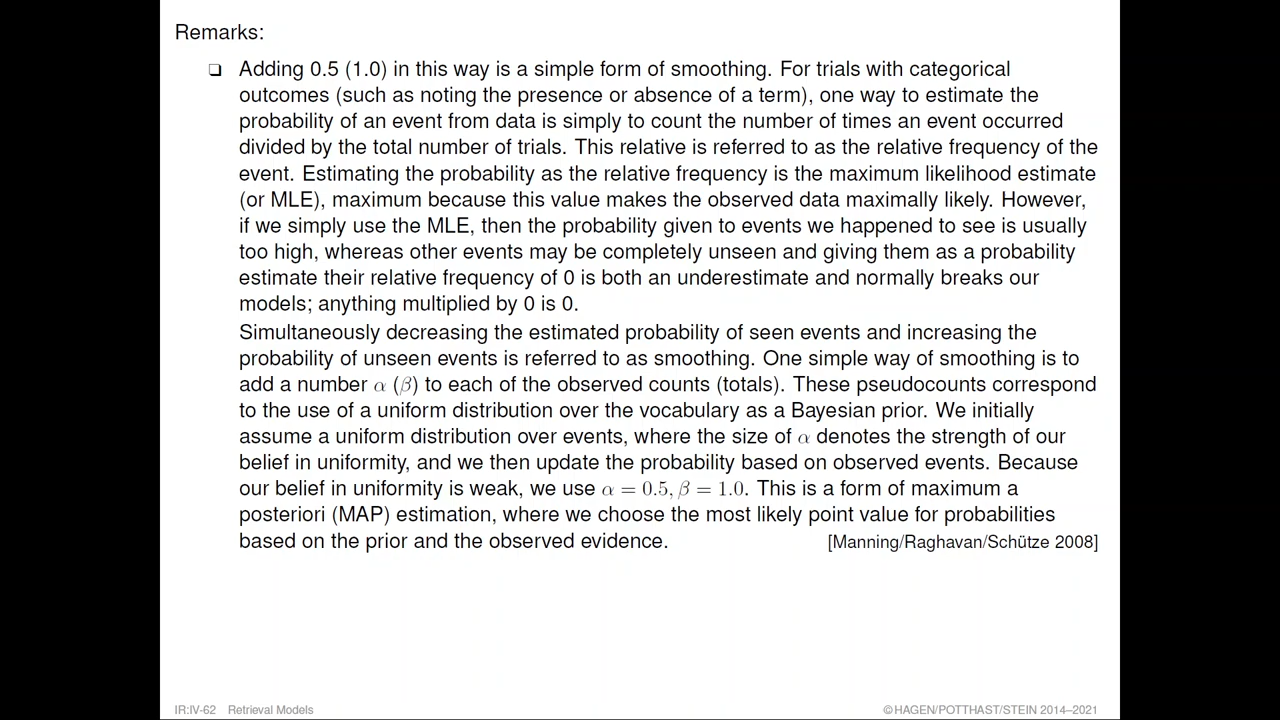 Remarks:
❑ Adding 0.5 (1.0) in this way is a simple form of smoothing. For trials with categorical
outcomes (such as noting the presence or absence of a term), one way to estimate the
probability of an event from data is simply to count the number of times an event occurred
divided by the total number of trials. This relative is referred to as the relative frequency of the
event. Estimating the probability as the relative frequency is the maximum likelihood estimate
(or MLE), maximum because this value makes the observed data maximally likely. However,
if we simply use the MLE, then the probability given to events we happened to see is usually
too high, whereas other events may be completely unseen and giving them as a probability
estimate their relative frequency of 0 is both an underestimate and normally breaks our
models; anything multiplied by 0 is 0.
Simultaneously decreasing the estimated probability of seen events and increasing the
probability of unseen events is referred to as smoothing. One simple way of smoothing is to
add a number α (β) to each of the observed counts (totals). These pseudocounts correspond
to the use of a uniform distribution over the vocabulary as a Bayesian prior. We initially
assume a uniform distribution over events, where the size of α denotes the strength of our
belief in uniformity, and we then update the probability based on observed events. Because
our belief in uniformity is weak, we use α = 0.5, β = 1.0. This is a form of maximum a
posteriori (MAP) estimation, where we choose the most likely point value for probabilities
based on the prior and the observed evidence. [Manning/Raghavan/Schütze 2008]
IR:IV-62 Retrieval Models ©HAGEN/POTTHAST/STEIN 2014–2021